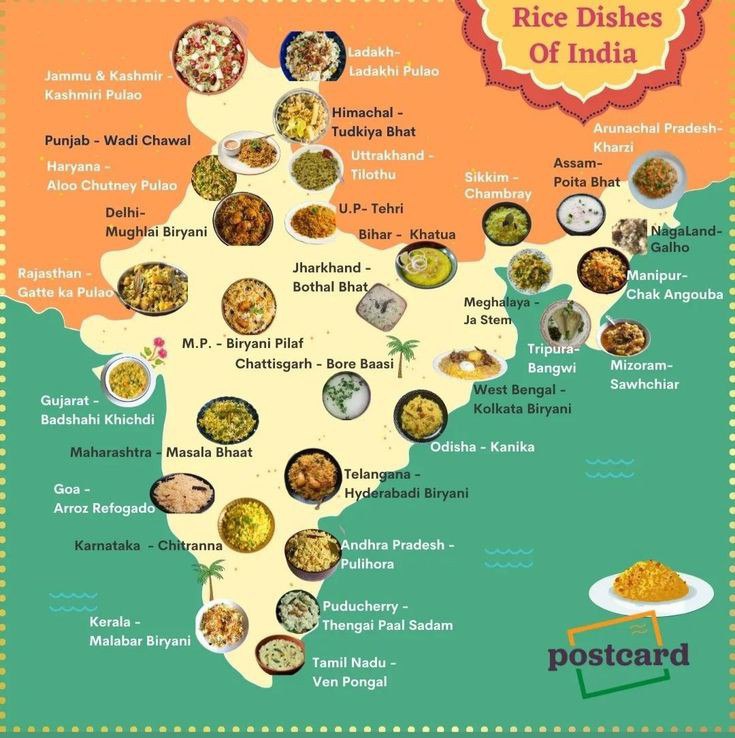 Rice Dishes
Of India
Ladakh-
Ladakhi Pulao
Jammu & Kashmir -
Kashmiri Pulao
Himachal -
Tudkiya Bhat
Arunachal Pradesh-
Kharzi
Punjab - Wadi Chawal
Uttrakhand -
Tilothu
Assam-
Poita Bhat
Haryana -
Aloo Chutney Pulao
Sikkim -
Chambray
Delhi-
Mughlai Biryani
U.P- Tehri
Bihar - Khatua
NagaLand-
Galho
Rajasthan -
Gatte ka Pulao
Jharkhand -
Bothal Bhat
Manipur-
Chak Angouba
Meghalaya -
Ja Stem
M.P. - Biryani Pilaf
Tripura-
Bangwi
Mizoram-
Sawhchiar
Chattisgarh - Bore Baasi
West Bengal -
Kolkata Biryani
Gujarat -
Badshahi Khichdi
Odisha - Kanika
Maharashtra - Masala Bhaat
Telangana -
Hyderabadi Biryani
Goa -
Arroz Refogado
Karnataka - Chitranna
Andhra Pradesh -
Pulihora
Puducherry -
Thengai Paal Sadam
Kerala -
Malabar Biryani
Tamil Nadu -
Ven Pongal
postcard